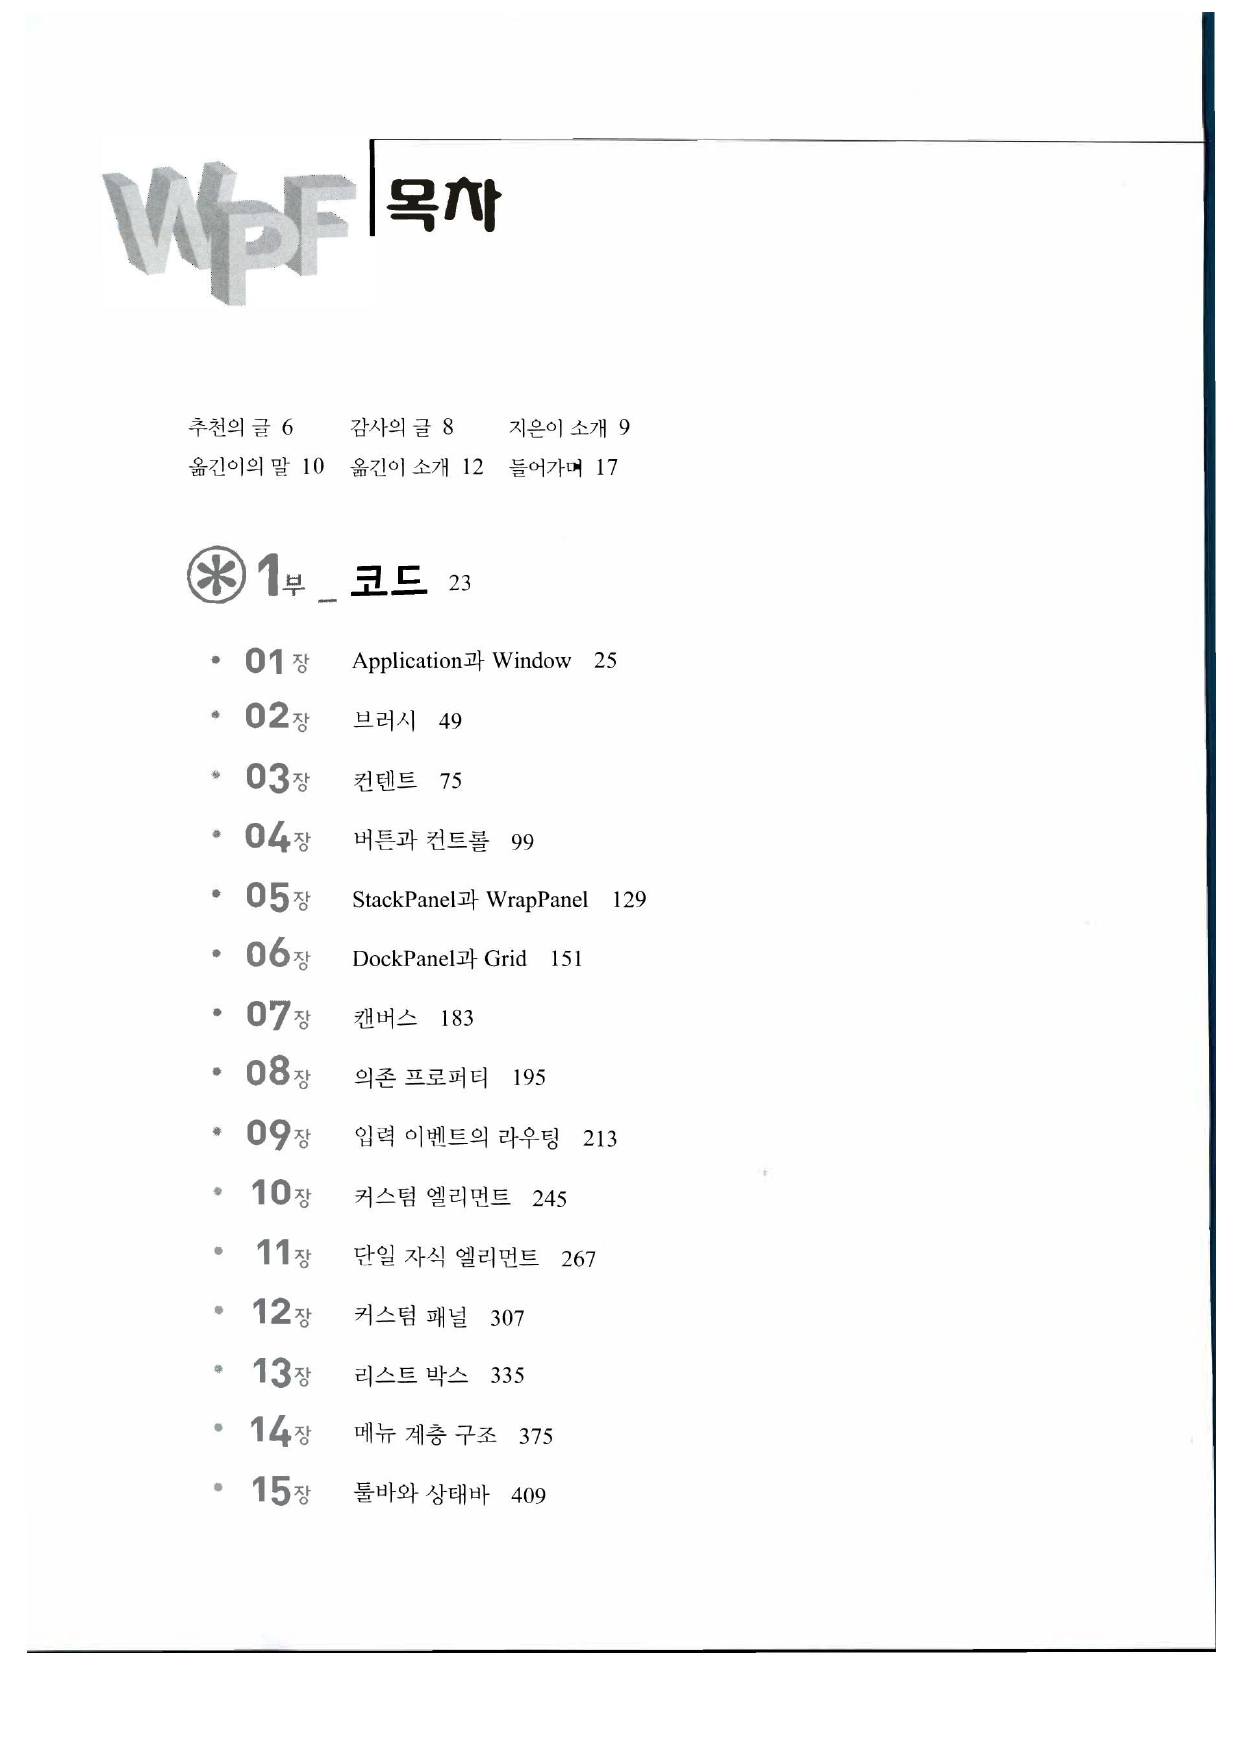 WPF 목차
추천의 글 6 감사의 글 8 지은이 소개 9
옮긴이의 말 10 옮긴이 소개 12 들어가며 17
1부 _ 코드 23
• 01장 Application과 Window 25
• 02장 브러시 49
• 03장 컨텐트 75
• 04장 버튼과 컨트롤 99
• 05장 StackPanel과 WrapPanel 129
• 06장 DockPanel과 Grid 151
• 07장 캔버스 183
• 08장 의존 프로퍼티 195
• 09장 입력 이벤트의 라우팅 213
• 10장 커스텀 엘리먼트 245
• 11장 단일 자식 엘리먼트 267
• 12장 커스텀 패널 307
• 13장 리스트 박스 335
• 14장 메뉴 계층 구조 375
• 15장 툴바와 상태바 409